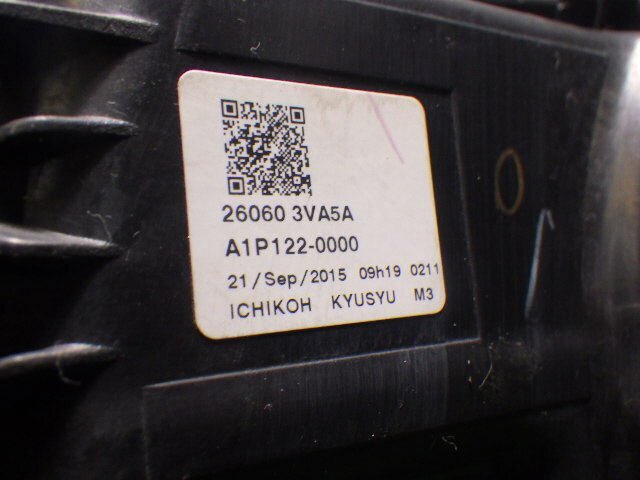 26060 3VA5A
A1P122-0000
21/Sep/2015 09h19 0211
ICHIKOH KYUSYU M3